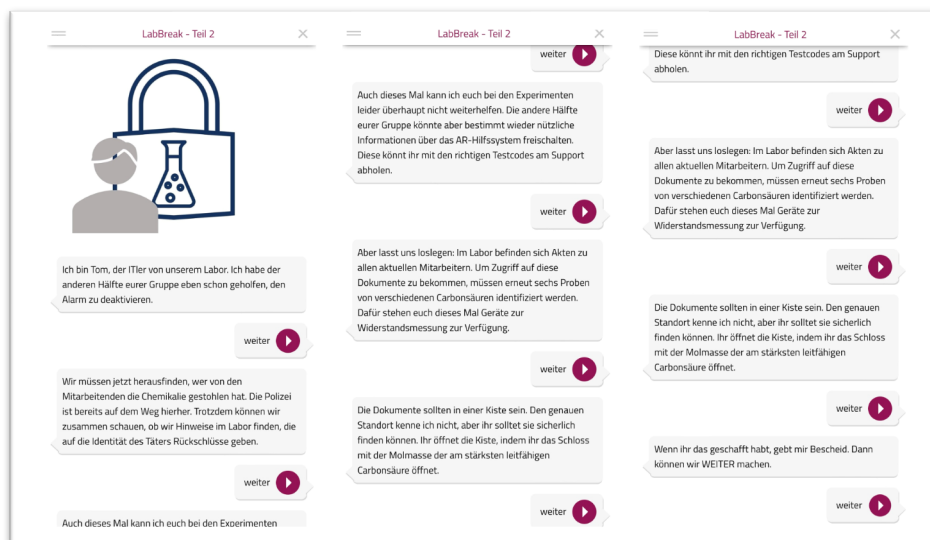 LabBreak - Teil 2
Ich bin Tom, der ITler von unserem Labor. Ich habe der
anderen Hälfte eurer Gruppe eben schon geholfen, den
Alarm zu deaktivieren.
weiter
Wir müssen jetzt herausfinden, wer von den
Mitarbeitenden die Chemikalie gestohlen hat. Die Polizei
ist bereits auf dem Weg hierher. Trotzdem können wir
zusammen schauen, ob wir Hinweise im Labor finden, die
auf die Identität des Täters Rückschlüsse geben.
weiter
Auch dieses Mal kann ich euch bei den Experimenten
LabBreak - Teil 2
weiter
Auch dieses Mal kann ich euch bei den Experimenten
leider überhaupt nicht weiterhelfen. Die andere Hälfte
eurer Gruppe könnte aber bestimmt wieder nützliche
Informationen über das AR-Hilfssystem freischalten.
Diese könnt ihr mit den richtigen Testcodes am Support
abholen.
weiter
Aber lasst uns loslegen: Im Labor befinden sich Akten zu
allen aktuellen Mitarbeitern. Um Zugriff auf diese
Dokumente zu bekommen, müssen erneut sechs Proben
von verschiedenen Carbonsäuren identifiziert werden.
Dafür stehen euch dieses Mal Geräte zur
Widerstandsmessung zur Verfügung.
weiter
Die Dokumente sollten in einer Kiste sein. Den genauen
Standort kenne ich nicht, aber ihr solltet sie sicherlich
finden können. Ihr öffnet die Kiste, indem ihr das Schloss
mit der Molmasse der am stärksten leitfähigen
Carbonsäure öffnet.
weiter
LabBreak - Teil 2
Diese könnt ihr mit den richtigen Testcodes am Support
abholen.
weiter
Aber lasst uns loslegen: Im Labor befinden sich Akten zu
allen aktuellen Mitarbeitern. Um Zugriff auf diese
Dokumente zu bekommen, müssen erneut sechs Proben
von verschiedenen Carbonsäuren identifiziert werden.
Dafür stehen euch dieses Mal Geräte zur
Widerstandsmessung zur Verfügung.
weiter
Die Dokumente sollten in einer Kiste sein. Den genauen
Standort kenne ich nicht, aber ihr solltet sie sicherlich
finden können. Ihr öffnet die Kiste, indem ihr das Schloss
mit der Molmasse der am stärksten leitfähigen
Carbonsäure öffnet.
weiter
Wenn ihr das geschafft habt, gebt mir Bescheid. Dann
können wir WEITER machen.
weiter